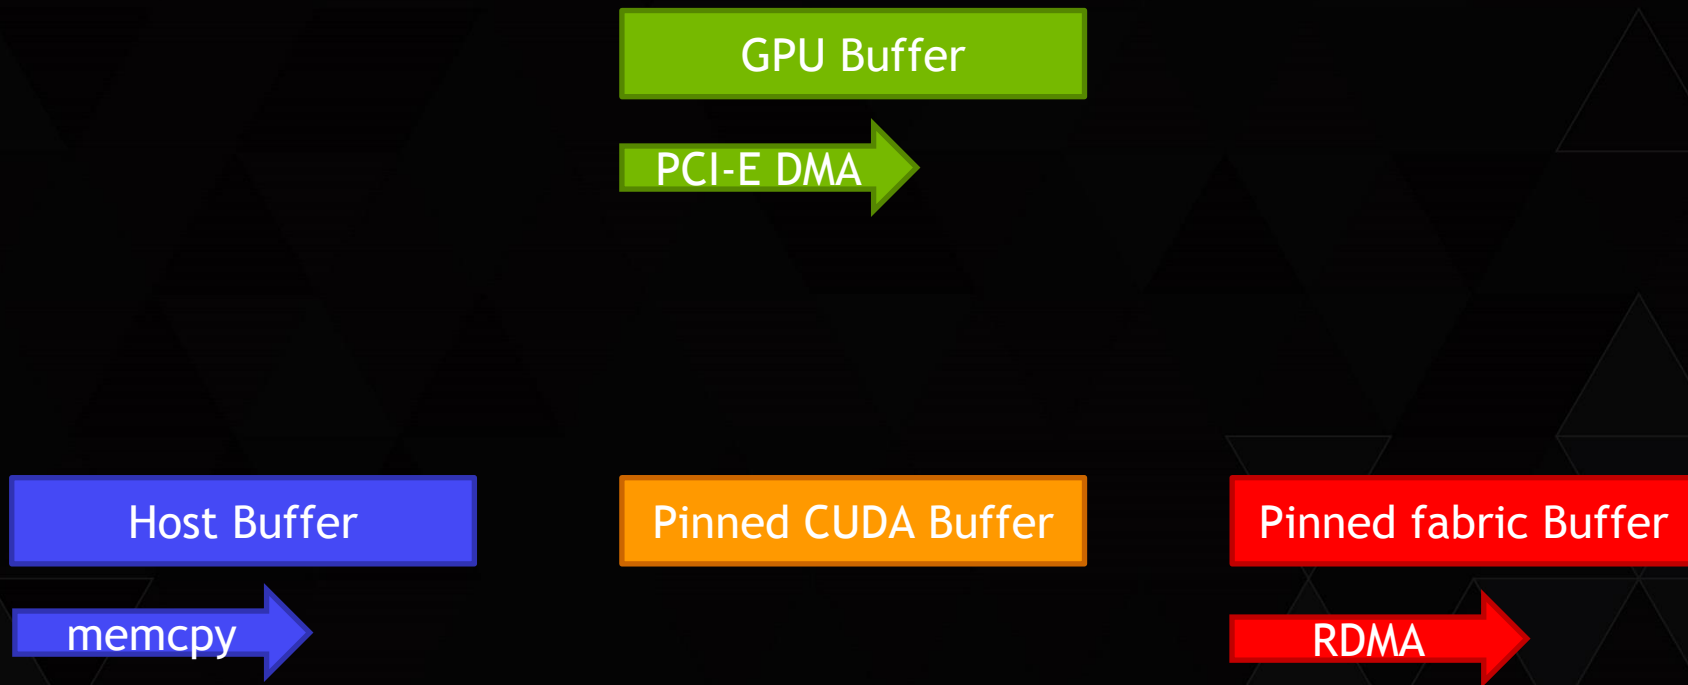 GPU Buffer
PCI-E DMA
Host Buffer
Pinned CUDA Buffer
Pinned fabric Buffer
memcpy
RDMA